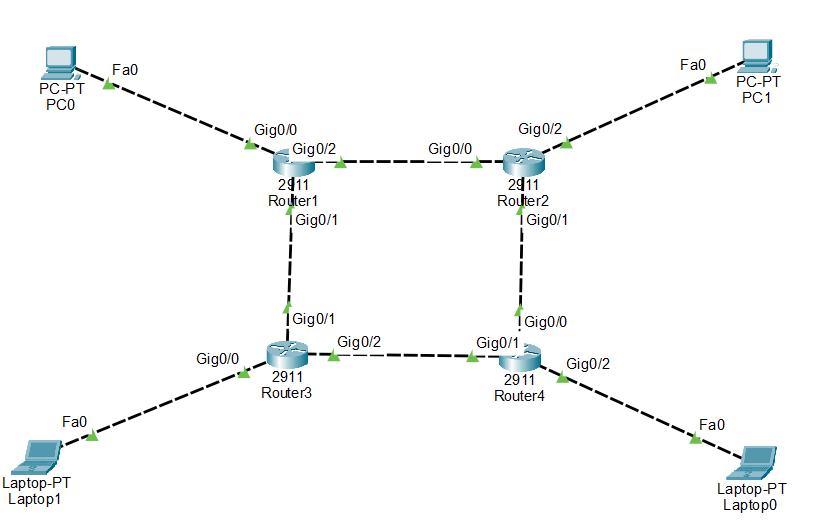 Fa0
PC-PT
PC0
Fa0
PC-PT
PC1
Gig0/0
Gig0/2
Gig0/0
Gig0/2
2911
Router1
2911
Router2
Gig0/1
Gig0/1
Gig0/1
Gig0/0
Gig0/0
Gig0/2
Gig0/1
Gig0/2
2911
Router3
2911
Router4
Fa0
Laptop-PT
Laptop1
Fa0
Laptop-PT
Laptop0